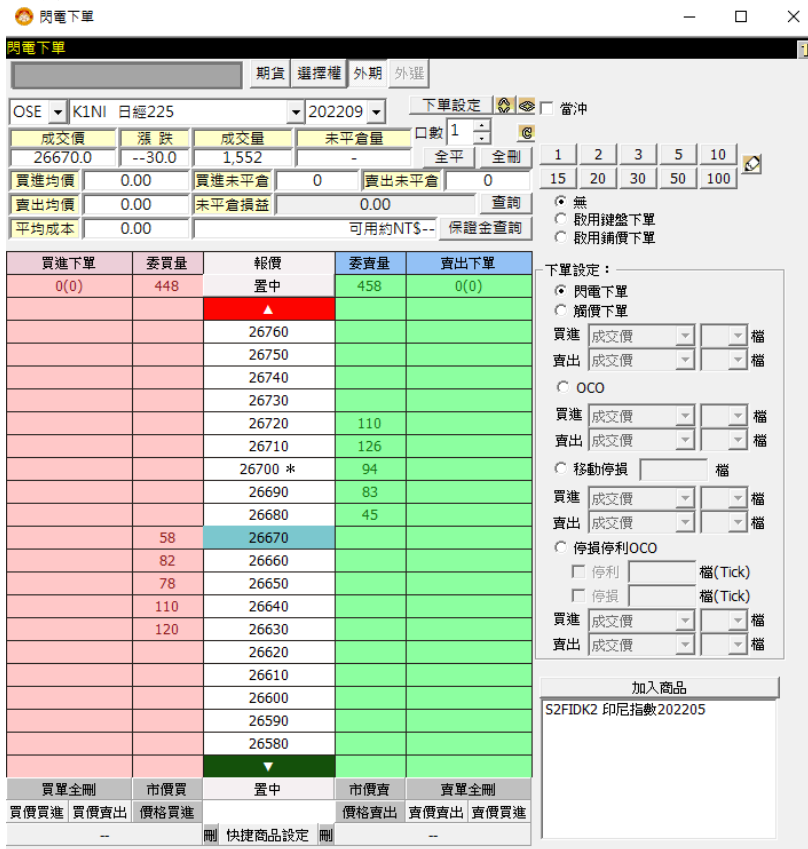 閃電下單
閃電下單
期貨 選擇權 外期 外選
OSE K1NI 日經225 202209 下單設定 當沖
成交價 漲 跌 成交量 未平倉量 口數 1
26670.0 --30.0 1,552 - 全平 全刪
1 2 3 5 10
15 20 30 50 100
買進均價 0.00 買進未平倉 0 賣出未平倉 0
賣出均價 0.00 未平倉損益 0.00 查詢
平均成本 0.00 可用約NT$-- 保證金查詢
無
啟用鍵盤下單
啟用鋪價下單
買進下單 委買量 報價 委賣量 賣出下單
0(0) 448 置中 458 0(0)
▲
26760
26750
26740
26730
26720 110
26710 126
26700 * 94
26690 83
26680 45
58 26670
82 26660
78 26650
110 26640
120 26630
26620
26610
26600
26590
26580
▼
買單全刪 市價買 置中 市價賣 賣單全刪
買價買進 買價賣出 價格買進 價格賣出 賣價賣出 賣價買進
-- 刪 快捷商品設定 刪 --
下單設定：
閃電下單
觸價下單
買進 成交價 檔
賣出 成交價 檔
OCO
買進 成交價 檔
賣出 成交價 檔
移動停損 檔
買進 成交價 檔
賣出 成交價 檔
停損停利OCO
停利 檔(Tick)
停損 檔(Tick)
買進 成交價 檔
賣出 成交價 檔
加入商品
S2FIDK2 印尼指數202205